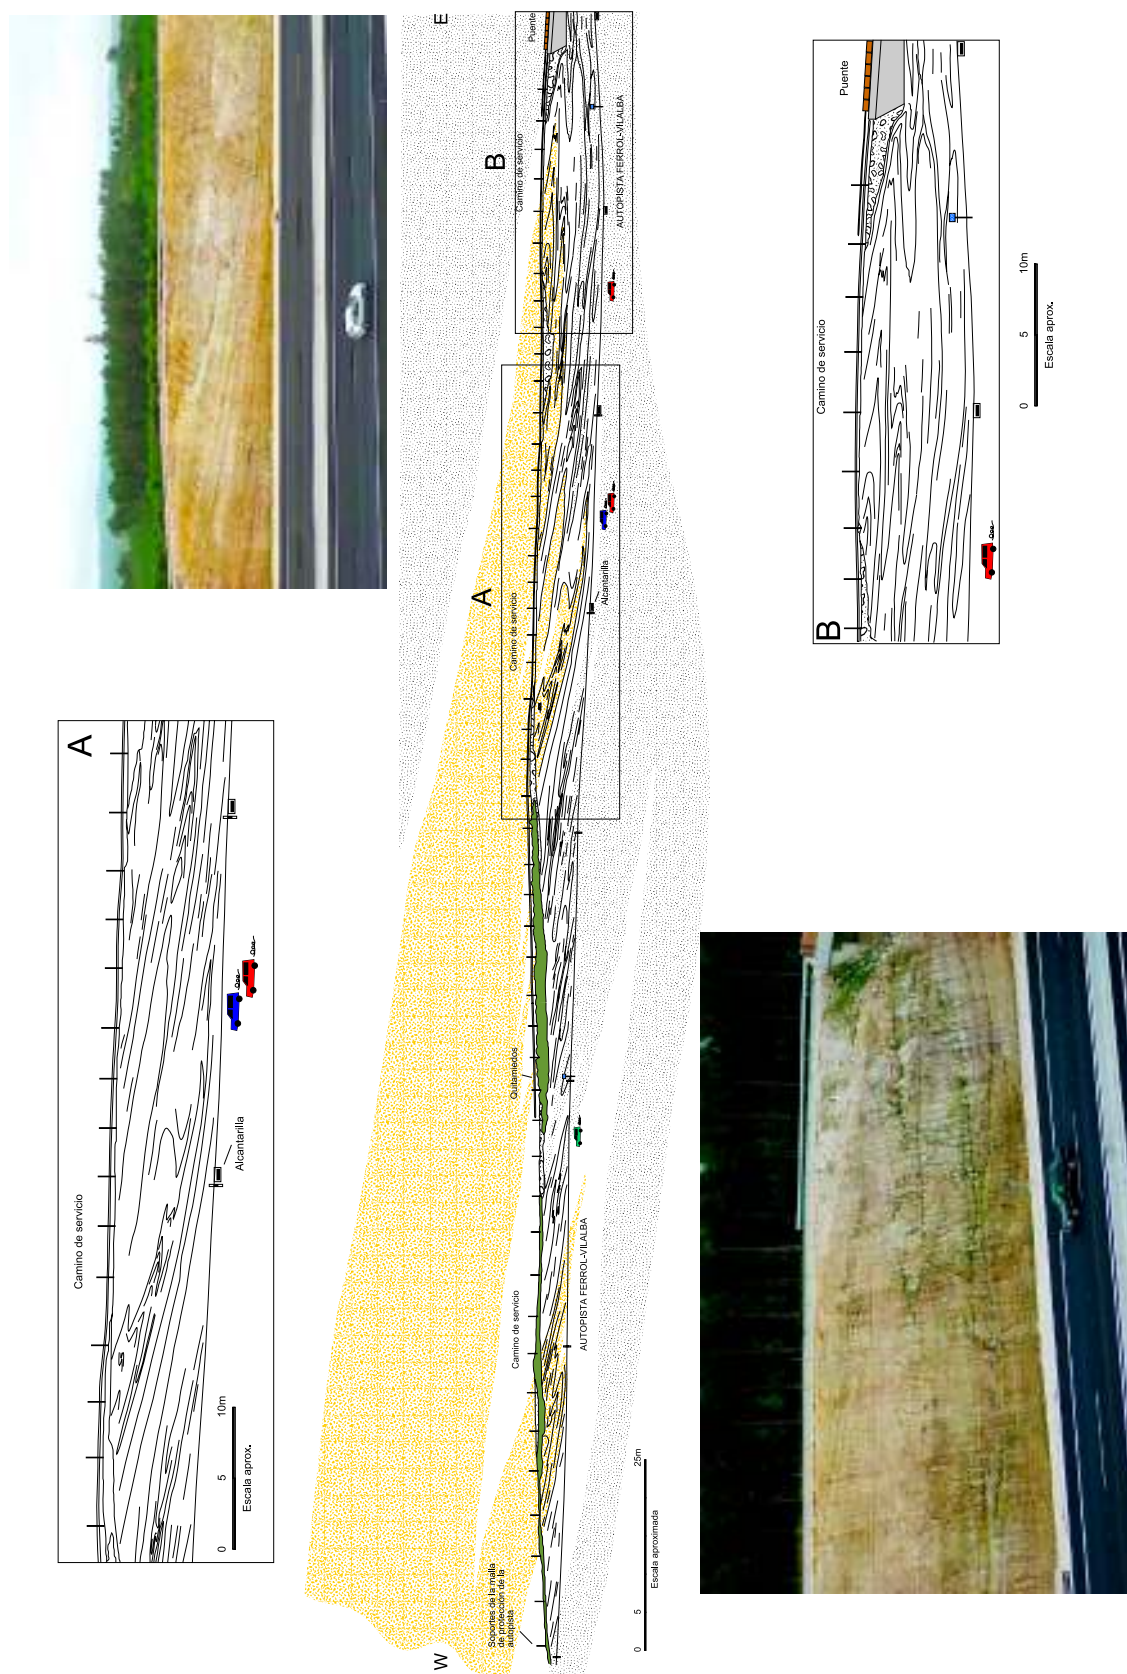 A
Camino de servicio
Alcantarilla
0 5 10m
Escala aprox.
W
E
A
B
Soportes de la malla
de protección de la
autopista
Camino de servicio
Quitamiedos
Camino de servicio
Camino de servicio
Puente
Alcantarilla
AUTOPISTA FERROL-VILALBA
AUTOPISTA FERROL-VILALBA
0 5 25m
Escala aproximada
B
Camino de servicio
Puente
0 5 10m
Escala aprox.